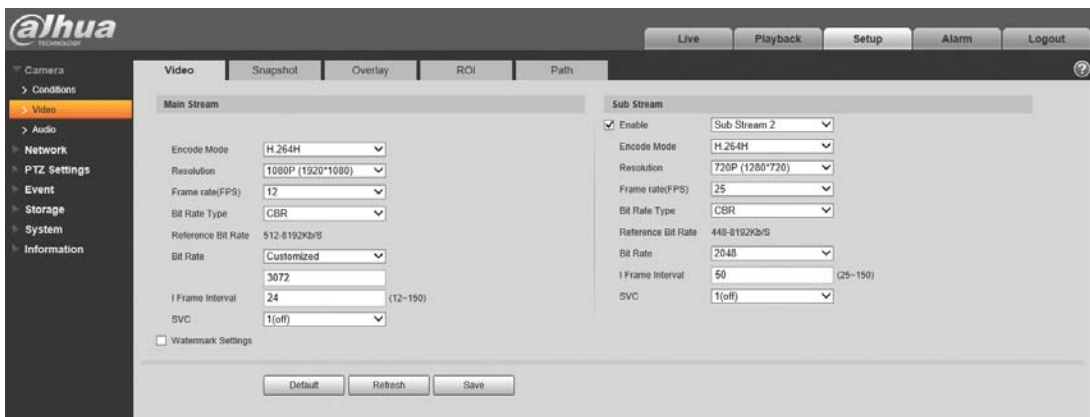 alhua
TECHNOLOGY
Live Playback Setup Alarm Logout
Camera
Conditions
Video
Audio
Network
PTZ Settings
Event
Storage
System
Information
Video Snapshot Overlay ROI Path
Main Stream
Encode Mode H.264H
Resolution 1080P (1920*1080)
Frame rate(FPS) 12
Bit Rate Type CBR
Reference Bit Rate 512-8192Kb/S
Bit Rate Customized
3072
I Frame Interval 24 (12~150)
SVC 1(off)
Watermark Settings
Sub Stream
Enable Sub Stream 2
Encode Mode H.264H
Resolution 720P (1280*720)
Frame rate(FPS) 25
Bit Rate Type CBR
Reference Bit Rate 448-8192Kb/S
Bit Rate 2048
I Frame Interval 50 (25~150)
SVC 1(off)
Default Refresh Save